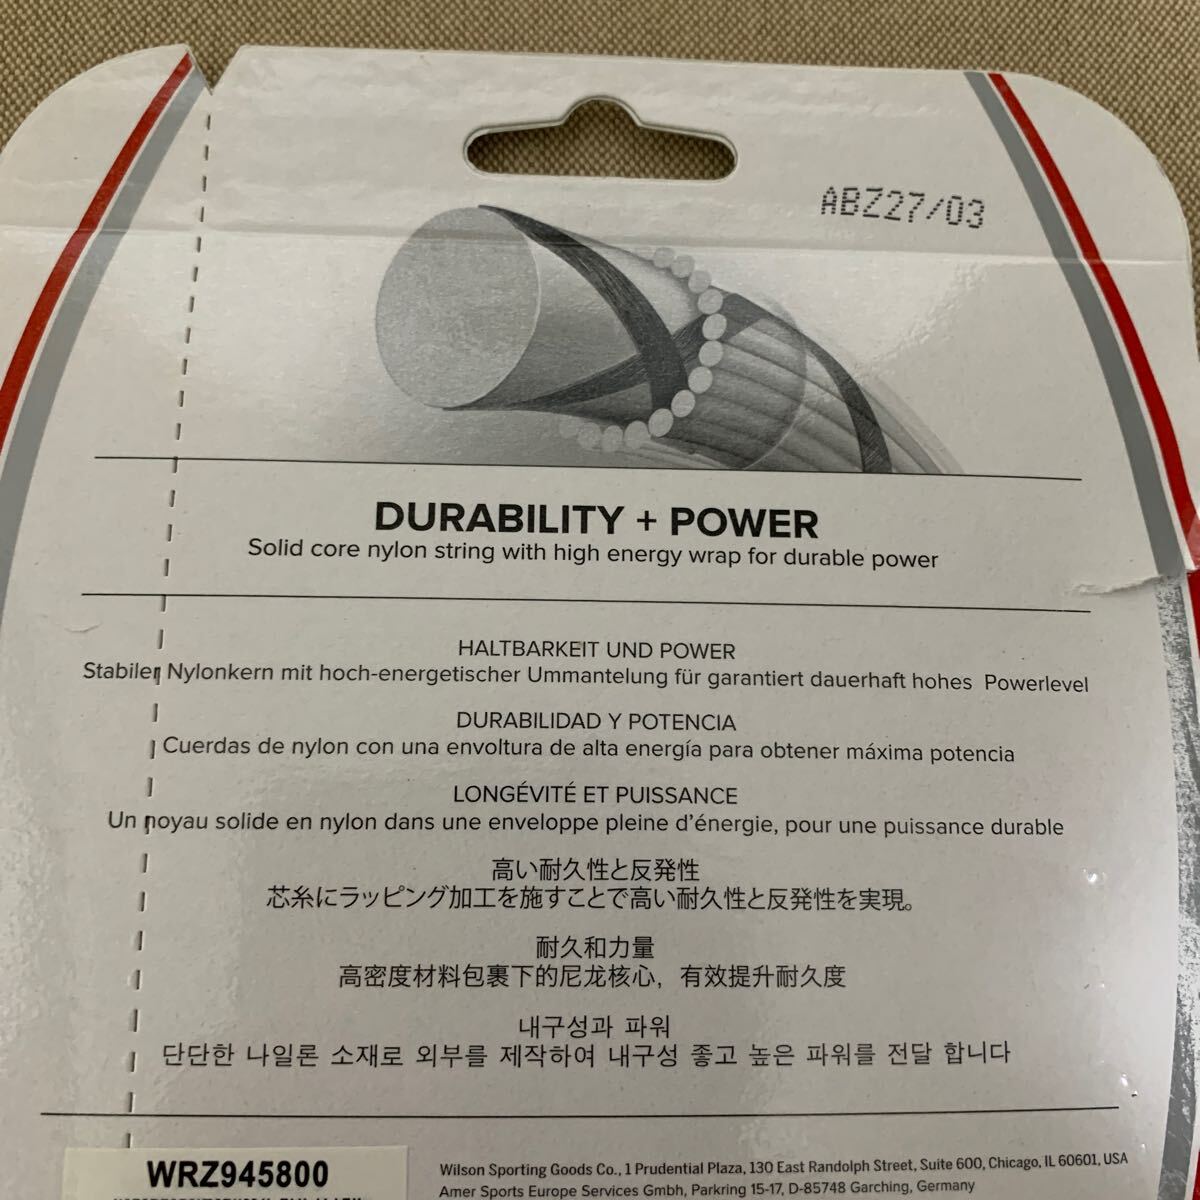 ABZ27/03
DURABILITY + POWER
Solid core nylon string with high energy wrap for durable power
HALTBARKEIT UND POWER
Stabiler Nylonkern mit hoch-energetischer Ummantelung für garantiert dauerhaft hohes Powerlevel
DURABILIDAD Y POTENCIA
Cuerdas de nylon con una envoltura de alta energía para obtener máxima potencia
LONGÉVITÉ ET PUISSANCE
Un noyau solide en nylon dans une enveloppe pleine d'énergie, pour une puissance durable
高い耐久性と反発性
芯糸にラッピング加工を施すことで高い耐久性と反発性を実現。
耐久和力量
高密度材料包裹下的尼龙核心，有效提升耐久度
내구성과 파워
단단한 나일론 소재로 외부를 제작하여 내구성 좋고 높은 파워를 전달 합니다
WRZ945800
Wilson Sporting Goods Co., 1 Prudential Plaza, 130 East Randolph Street, Suite 600, Chicago, IL 60601, USA
Amer Sports Europe Services Gmbh, Parkring 15-17, D-85748 Garching, Germany